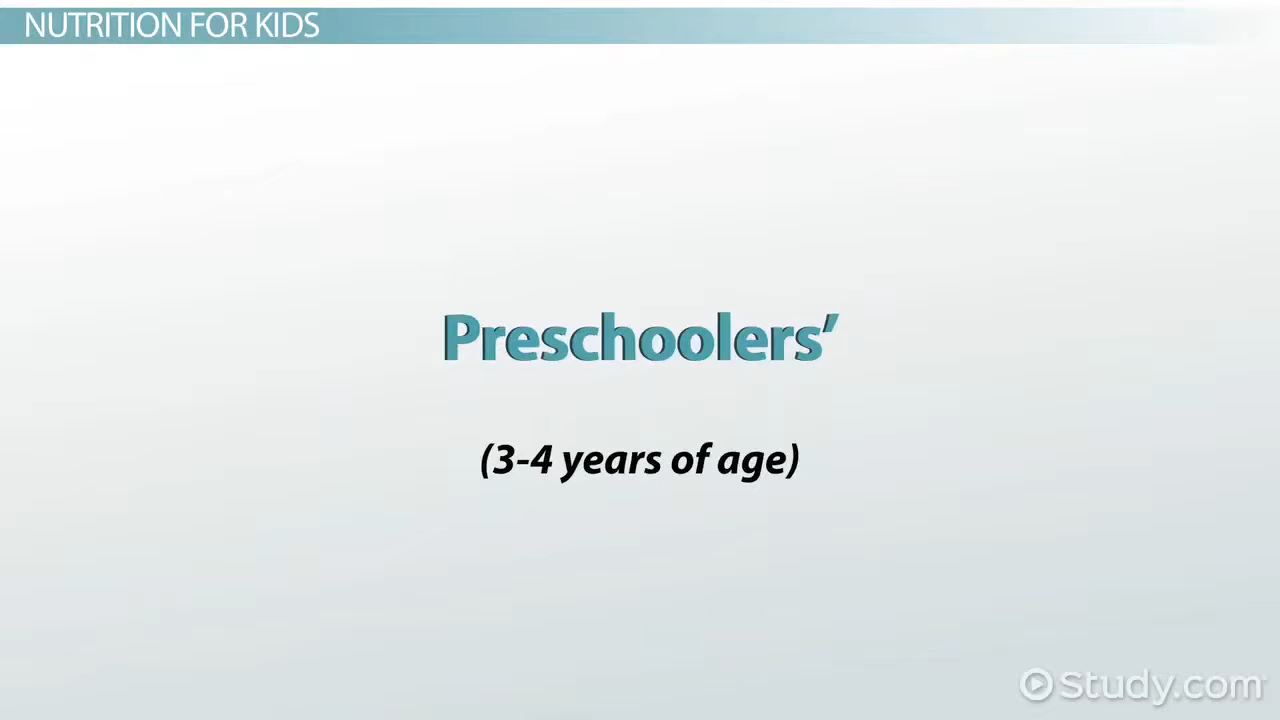 NUTRITION FOR KIDS
Preschoolers’
(3-4 years of age)
Study.com